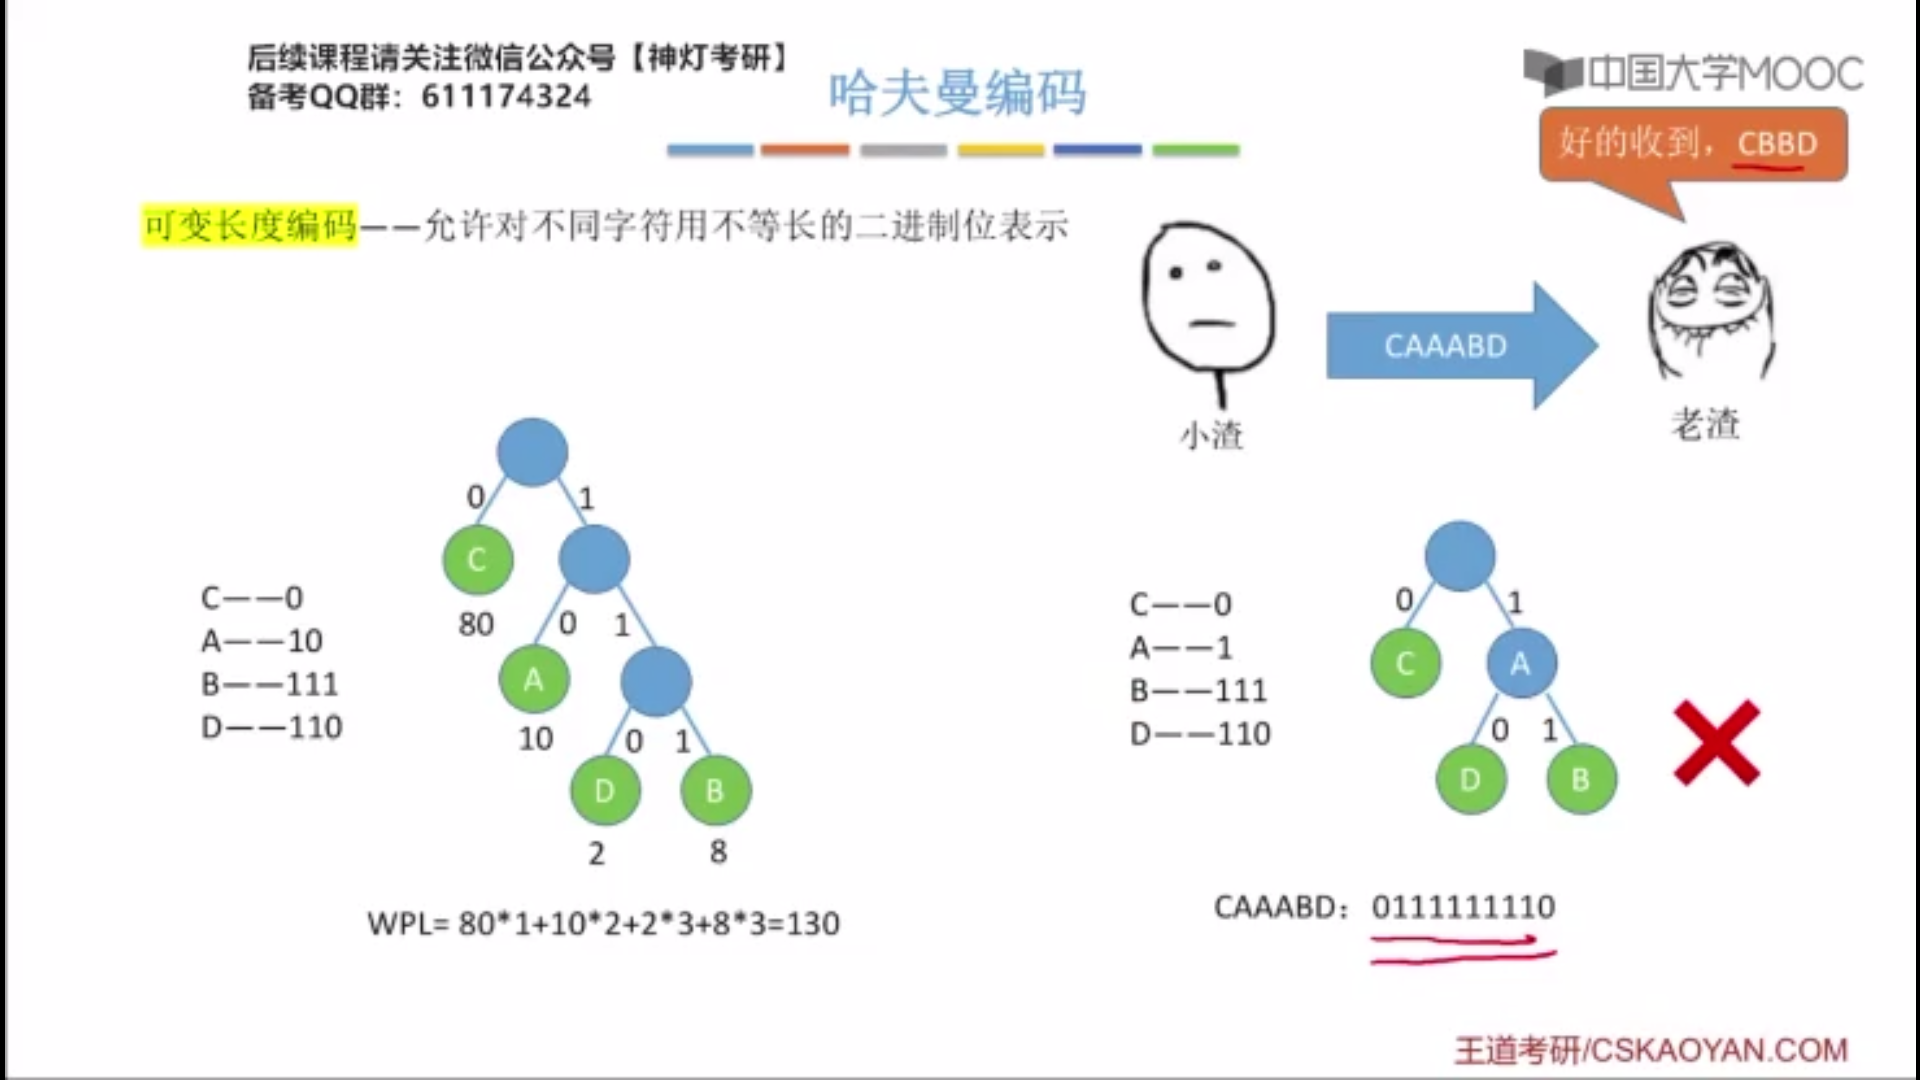 后续课程请关注微信公众号【神灯考研】
备考QQ群：611174324
哈夫曼编码
中国大学MOOC
好的收到，CBBD
可变长度编码——允许对不同字符用不等长的二进制位表示
CAAABD
小渣
老渣
0 1
C
80
0 1
A
10
0 1
D B
2 8
C——0
A——10
B——111
D——110
WPL= 80*1+10*2+2*3+8*3=130
C——0
A——1
B——111
D——110
0 1
C A
0 1
D B
CAAABD：0111111110
王道考研/CSKAOYAN.COM